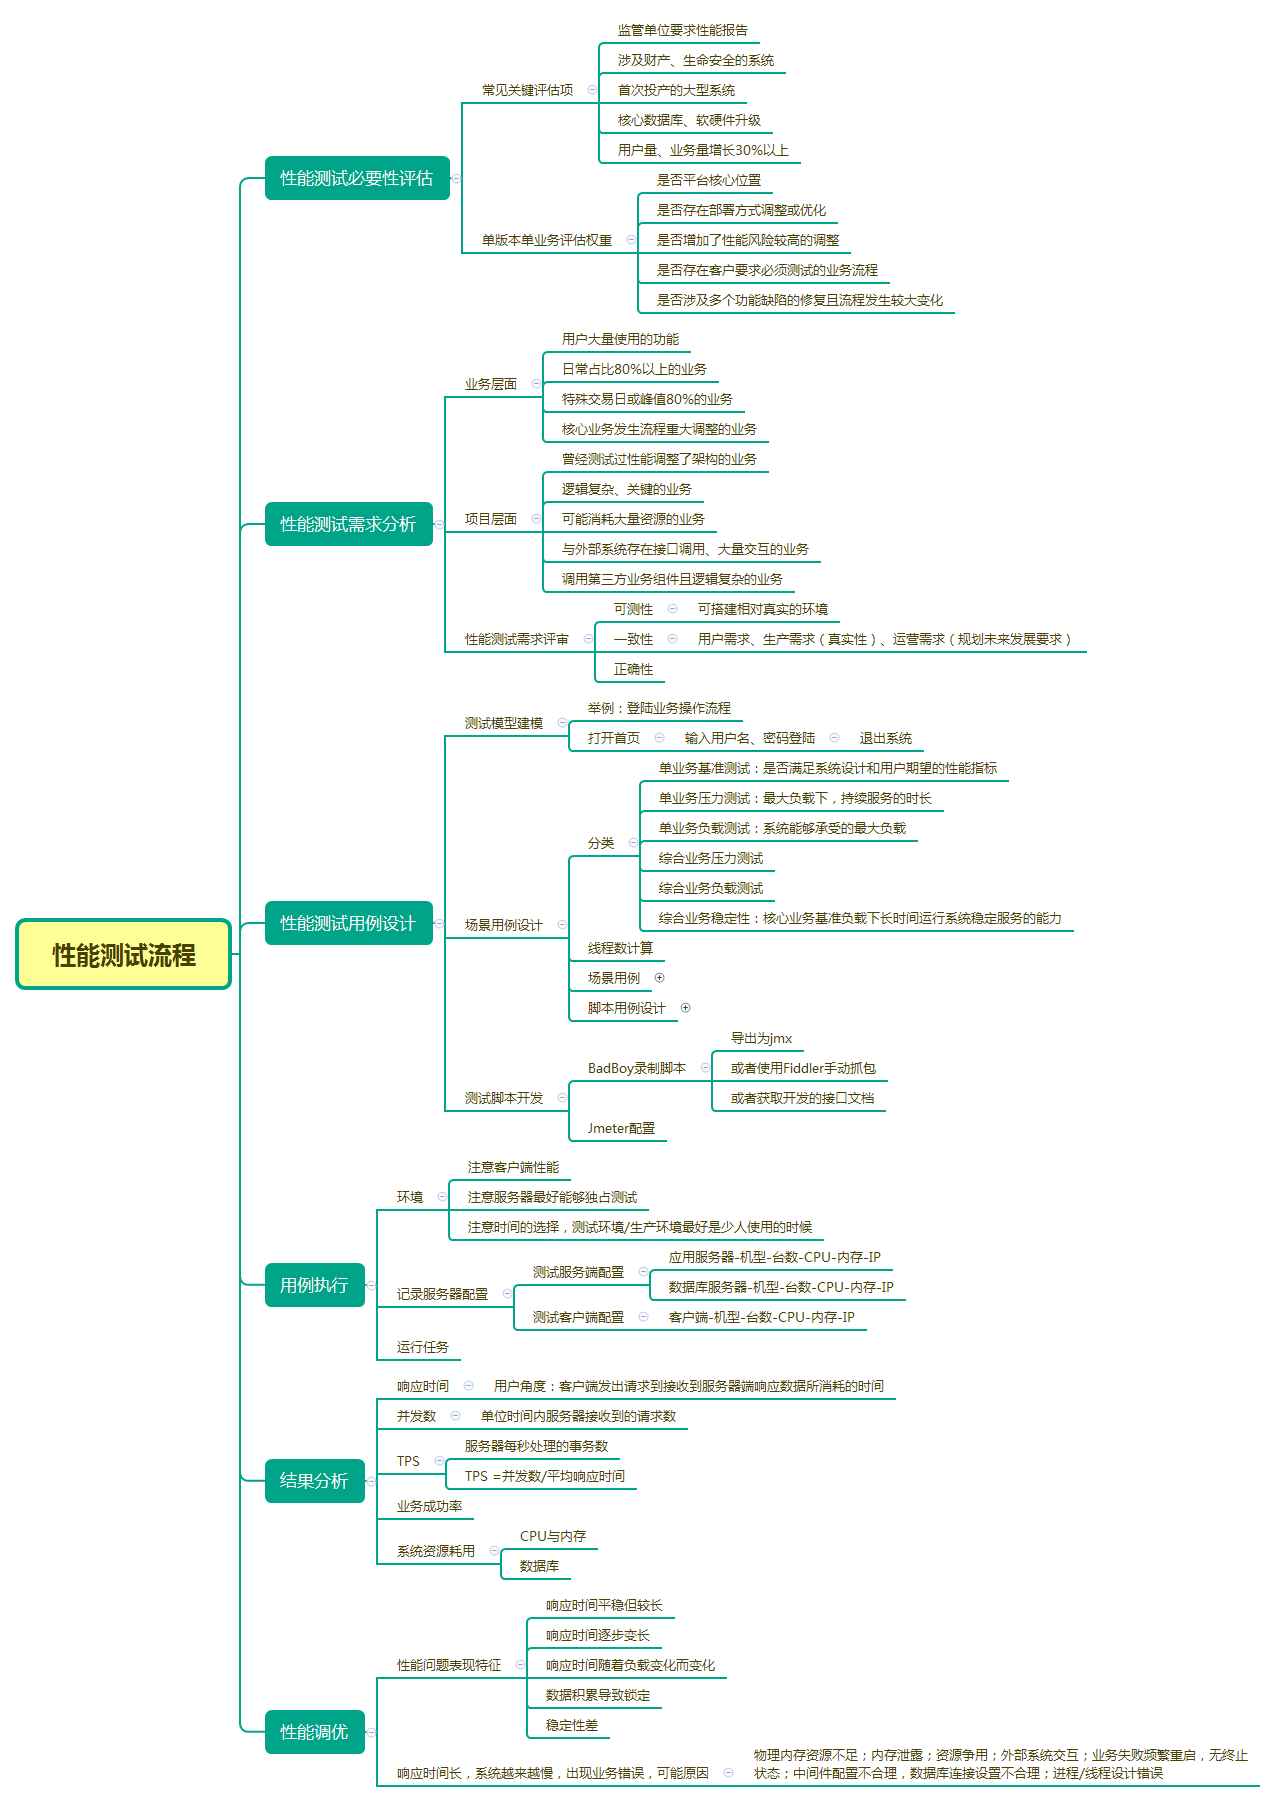 性能测试流程
性能测试必要性评估
常见关键评估项
监管单位要求性能报告
涉及财产、生命安全的系统
首次投产的大型系统
核心数据库、软硬件升级
用户量、业务量增长30%以上
单版本单业务评估权重
是否平台核心位置
是否存在部署方式调整或优化
是否增加了性能风险较高的调整
是否存在客户要求必须测试的业务流程
是否涉及多个功能缺陷的修复且流程发生较大变化
性能测试需求分析
业务层面
用户大量使用的功能
日常占比80%以上的业务
特殊交易日或峰值80%的业务
核心业务发生流程重大调整的业务
项目层面
曾经测试过性能调整了架构的业务
逻辑复杂、关键的业务
可能消耗大量资源的业务
与外部系统存在接口调用、大量交互的业务
调用第三方业务组件且逻辑复杂的业务
性能测试需求评审
可测性
可搭建相对真实的环境
一致性
用户需求、生产需求（真实性）、运营需求（规划未来发展要求）
正确性
性能测试用例设计
测试模型建模
举例：登陆业务操作流程
打开首页
输入用户名、密码登陆
退出系统
场景用例设计
分类
单业务基准测试：是否满足系统设计和用户期望的性能指标
单业务压力测试：最大负载下，持续服务的时长
单业务负载测试：系统能够承受的最大负载
综合业务压力测试
综合业务负载测试
综合业务稳定性：核心业务基准负载下长时间运行系统稳定服务的能力
线程数计算
场景用例
脚本用例设计
测试脚本开发
BadBoy录制脚本
导出为jmx
或者使用Fiddler手动抓包
或者获取开发的接口文档
Jmeter配置
用例执行
环境
注意客户端性能
注意服务器最好能够独占测试
注意时间的选择，测试环境/生产环境最好是少人使用的时候
记录服务器配置
测试服务端配置
应用服务器-机型-台数-CPU-内存-IP
数据库服务器-机型-台数-CPU-内存-IP
测试客户端配置
客户端-机型-台数-CPU-内存-IP
运行任务
结果分析
响应时间
用户角度：客户端发出请求到接收到服务器端响应数据所消耗的时间
并发数
单位时间内服务器接收到的请求数
TPS
服务器每秒处理的事务数
TPS =并发数/平均响应时间
业务成功率
系统资源耗用
CPU与内存
数据库
性能调优
性能问题表现特征
响应时间平稳但较长
响应时间逐步变长
响应时间随着负载变化而变化
数据积累导致锁定
稳定性差
响应时间长，系统越来越慢，出现业务错误，可能原因
物理内存资源不足；内存泄露；资源争用；外部系统交互；业务失败频繁重启，无终止
状态；中间件配置不合理，数据库连接设置不合理；进程/线程设计错误